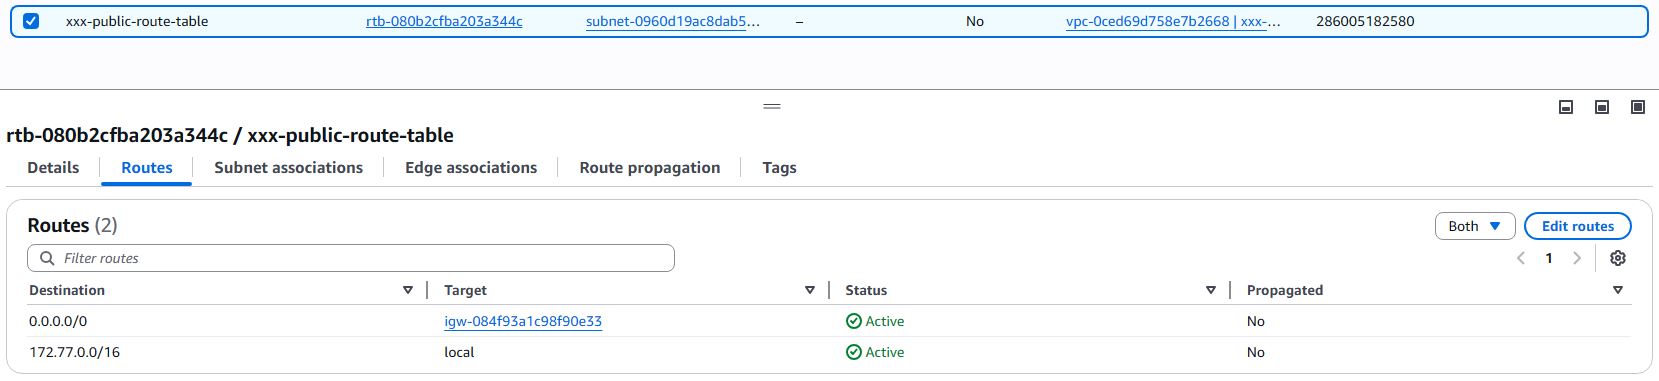 xxx-public-route-table rtb-080b2cfba203a344c subnet-0960d19ac8dab5... – No vpc-0ced69d758e7b2668 | xxx-... 286005182580
rtb-080b2cfba203a344c / xxx-public-route-table
Details Routes Subnet associations Edge associations Route propagation Tags
Routes (2) Both Edit routes
Filter routes 1
Destination Target Status Propagated
0.0.0.0/0 igw-084f93a1c98f90e33 Active No
172.77.0.0/16 local Active No